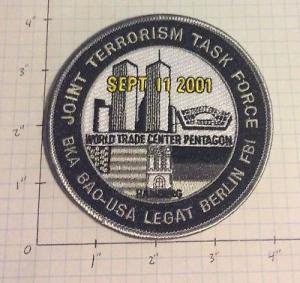 JOINT TERRORISM TASK FORCE
SEPT 11 2001
WORLD TRADE CENTER PENTAGON
HAMBURG
BKA BAO-USA LEGAT BERLIN FBI
4"
3"
2"
1"
0
1"
2"
3"
4"